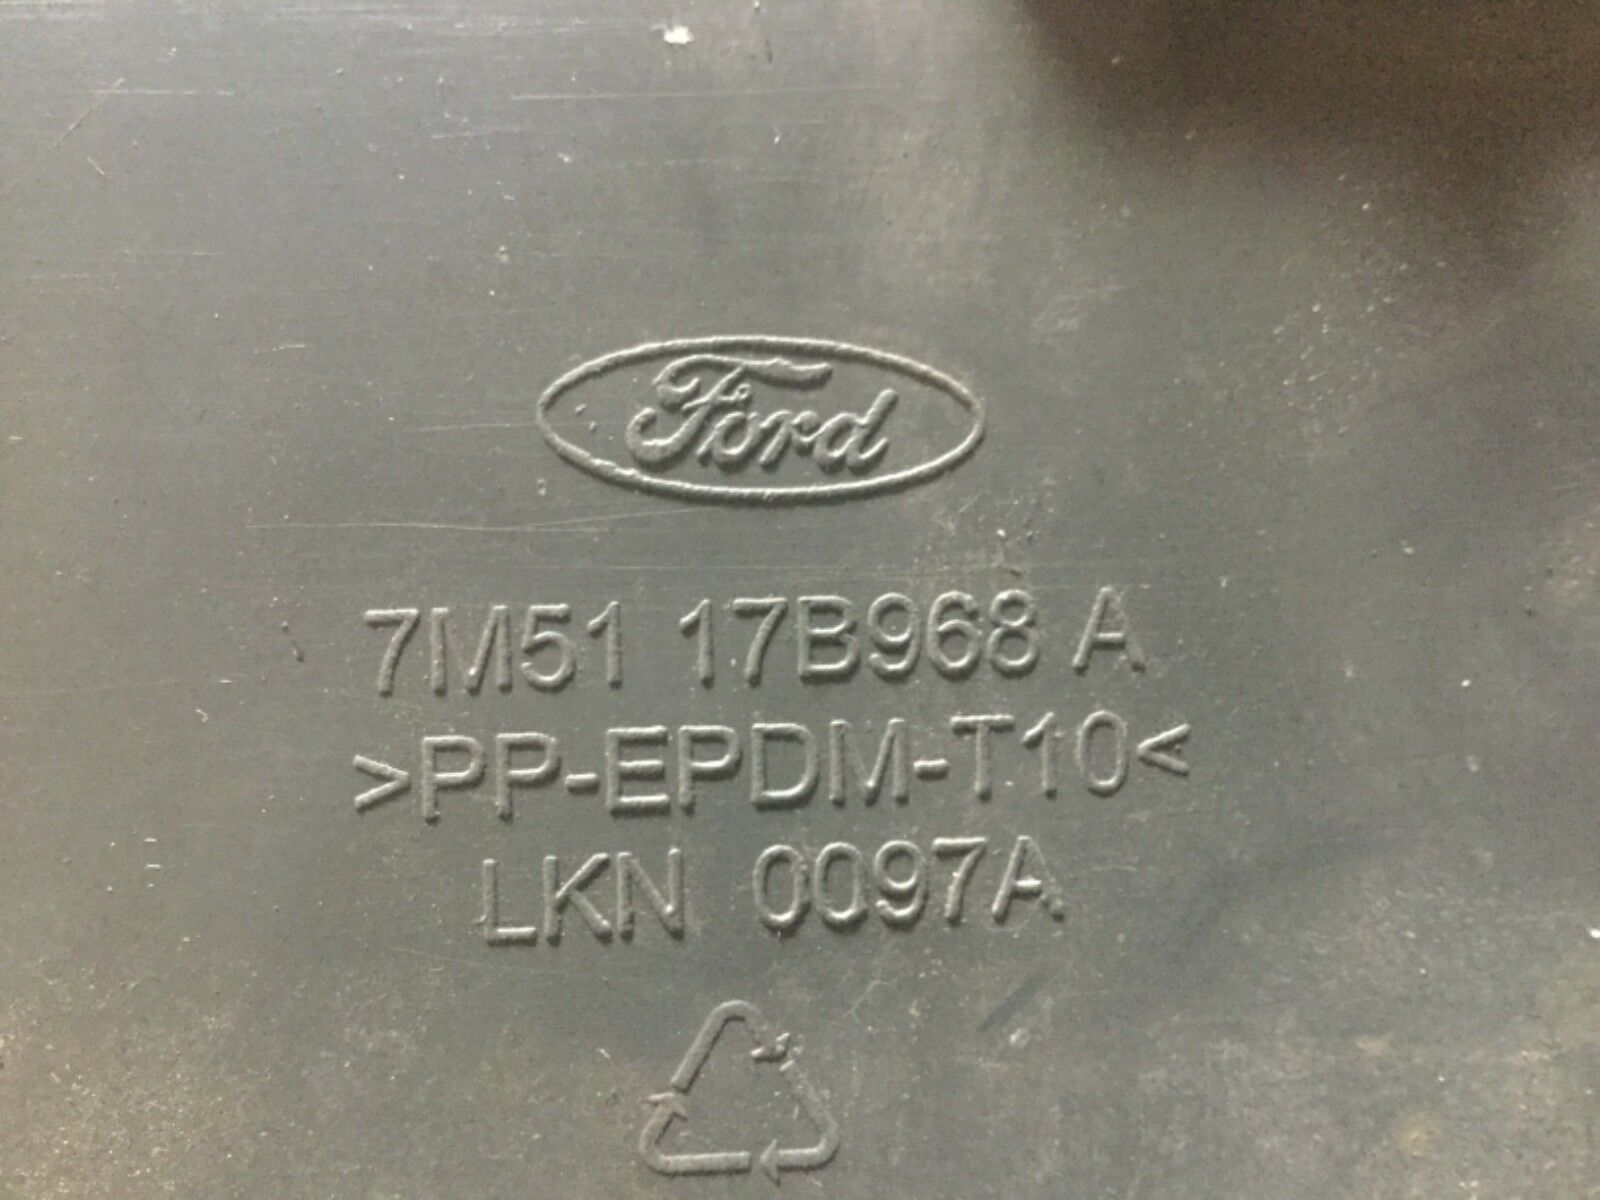 Ford
7M51 17B968 A
>PP-EPDM-T10<
LKN 0097A